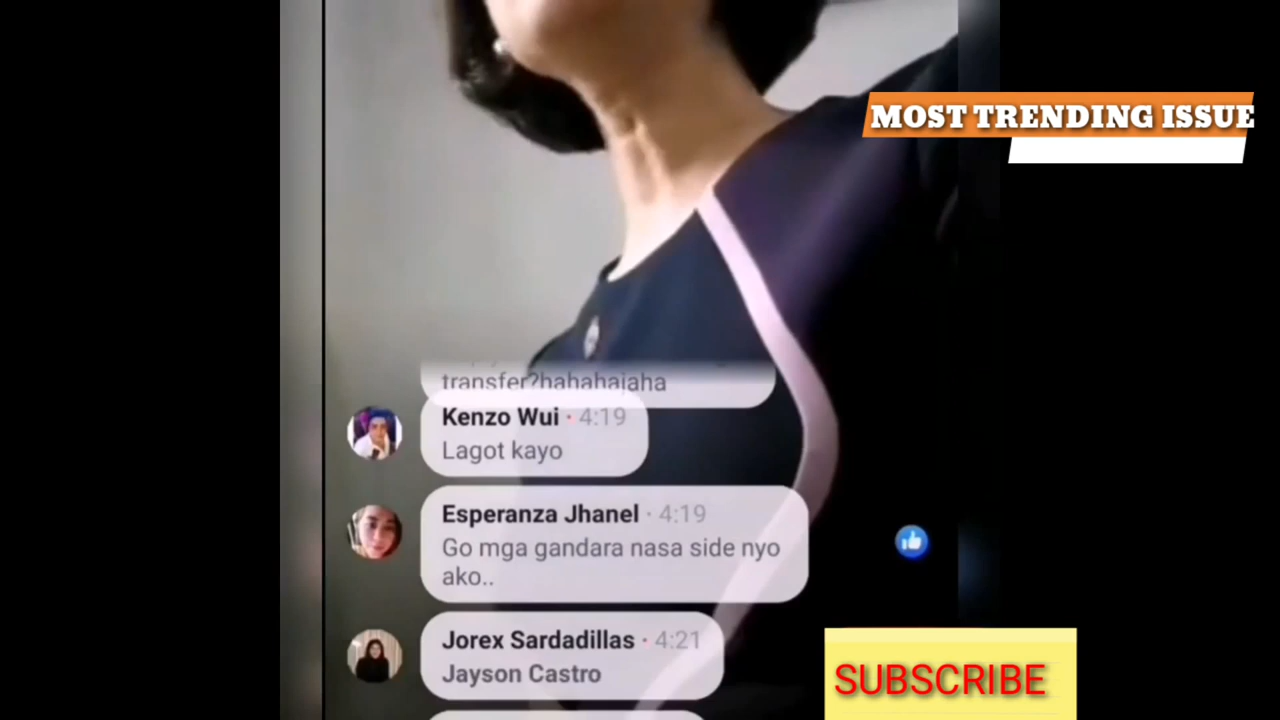 MOST TRENDING ISSUE
transfer?hahahajaha
Kenzo Wui · 4:19
Lagot kayo
Esperanza Jhanel · 4:19
Go mga gandara nasa side nyo
ako..
Jorex Sardadillas · 4:21
Jayson Castro
SUBSCRIBE